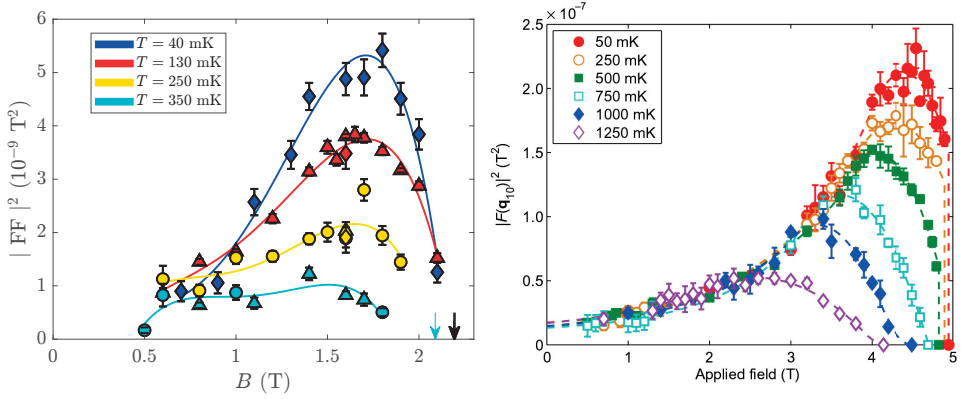 6
5
4
3
2
1
0
| FF |² (10⁻⁹ T²)
T = 40 mK
T = 130 mK
T = 250 mK
T = 350 mK
0 0.5 1 1.5 2
B (T)
2.5 × 10⁻⁷
2.0
1.5
1.0
0.5
0.0
|F(q₁₀)|² (T²)
50 mK
250 mK
500 mK
750 mK
1000 mK
1250 mK
0 1 2 3 4 5
Applied field (T)